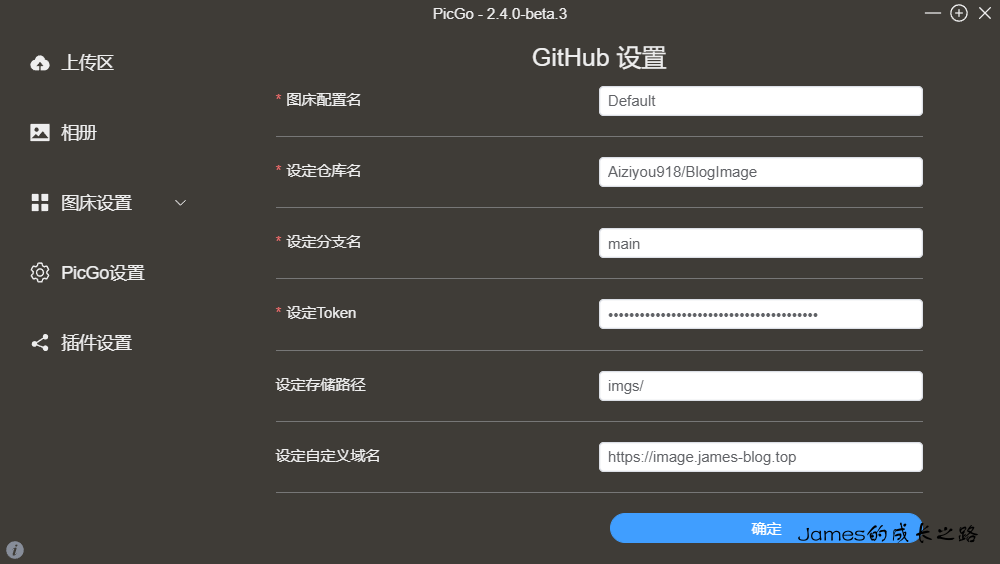 PicGo - 2.4.0-beta.3
上传区
相册
图床设置
PicGo设置
插件设置
GitHub 设置
* 图床配置名
Default
* 设定仓库名
Aiziyou918/BlogImage
* 设定分支名
main
* 设定Token
••••••••••••••••••••••••••••••••••••••••
设定存储路径
imgs/
设定自定义域名
https://image.james-blog.top
确定
James的成长之路